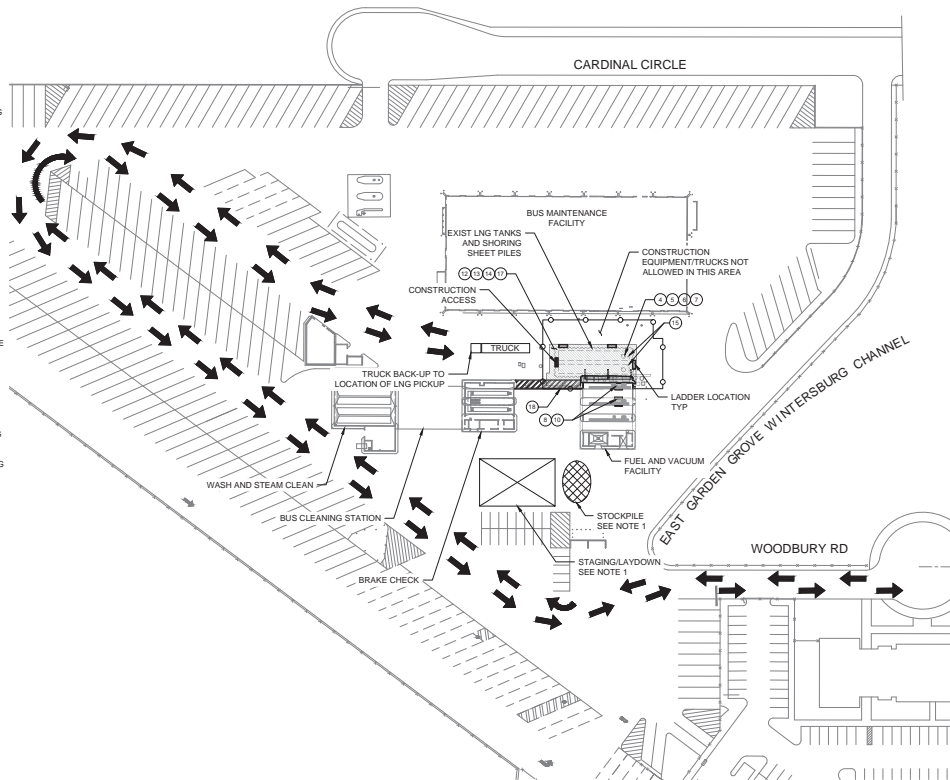 CARDINAL CIRCLE
BUS MAINTENANCE
FACILITY
EXIST LNG TANKS
AND SHORING
SHEET PILES
CONSTRUCTION
EQUIPMENT/TRUCKS NOT
ALLOWED IN THIS AREA
12 13 14 17
CONSTRUCTION
ACCESS
4 5 6 7
15
TRUCK
TRUCK BACK-UP TO
LOCATION OF LNG PICKUP
LADDER LOCATION
TYP
18
8 10
EAST GARDEN GROVE WINTERSBURG CHANNEL
FUEL AND VACUUM
FACILITY
WASH AND STEAM CLEAN
BUS CLEANING STATION
STOCKPILE
SEE NOTE 1
WOODBURY RD
STAGING/LAYDOWN
SEE NOTE 1
BRAKE CHECK